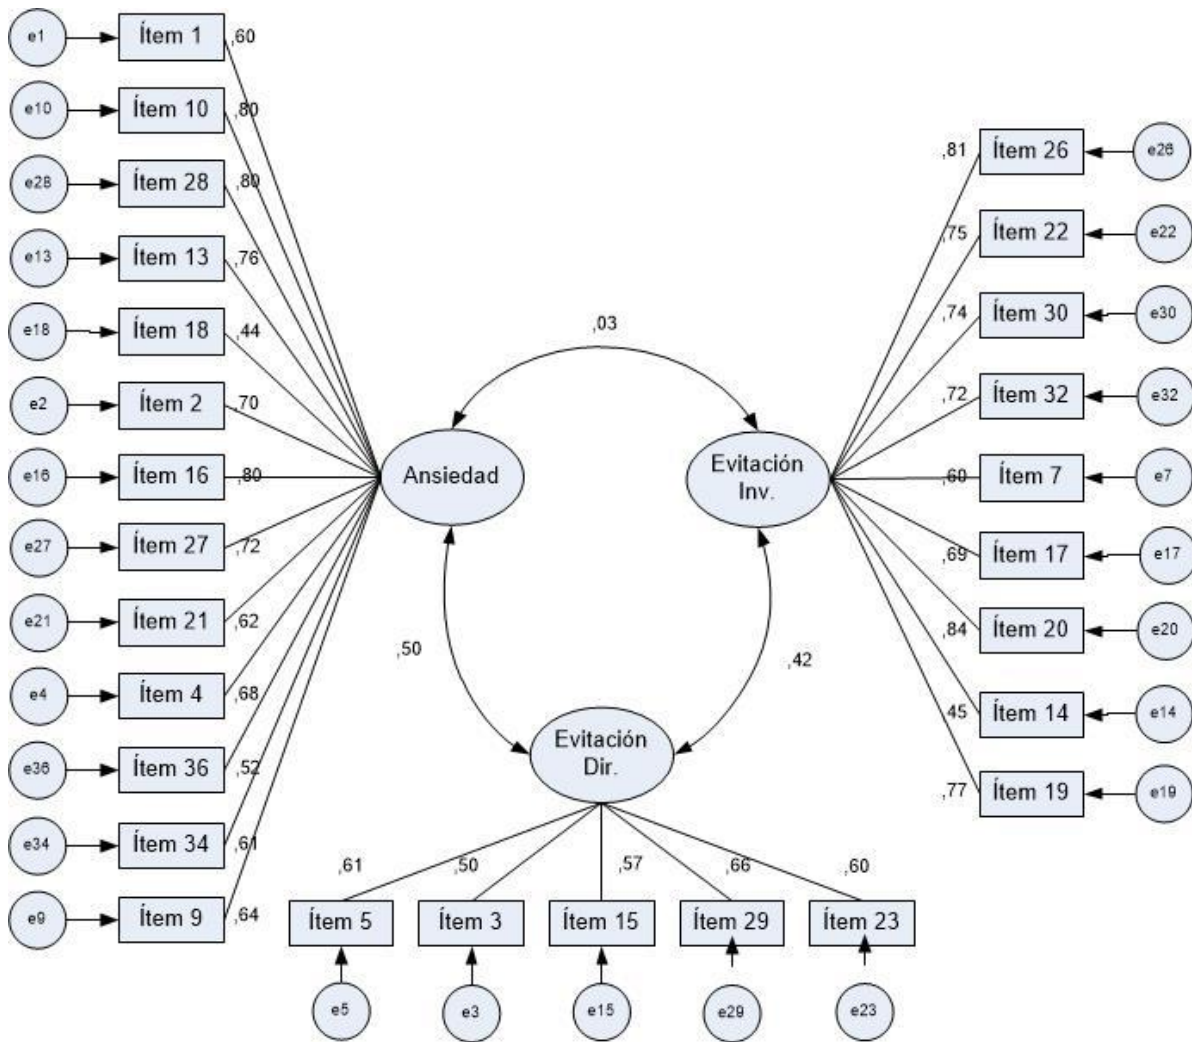 e1 Ítem 1 ,60
e10 Ítem 10 ,80
e28 Ítem 28 ,80
e13 Ítem 13 ,76
e18 Ítem 18 ,44
e2 Ítem 2 ,70
e16 Ítem 16 ,80
e27 Ítem 27 ,72
e21 Ítem 21 ,62
e4 Ítem 4 ,68
e36 Ítem 36 ,52
e34 Ítem 34 ,61
e9 Ítem 9 ,64
,03
Ansiedad
Evitación
Inv.
,50
,42
Evitación
Dir.
,61 ,50 ,57 ,66 ,60
Ítem 5 Ítem 3 Ítem 15 Ítem 29 Ítem 23
e5 e3 e15 e29 e23
,81 Ítem 26 e26
,75 Ítem 22 e22
,74 Ítem 30 e30
,72 Ítem 32 e32
,60 Ítem 7 e7
,69 Ítem 17 e17
,84 Ítem 20 e20
,45 Ítem 14 e14
,77 Ítem 19 e19